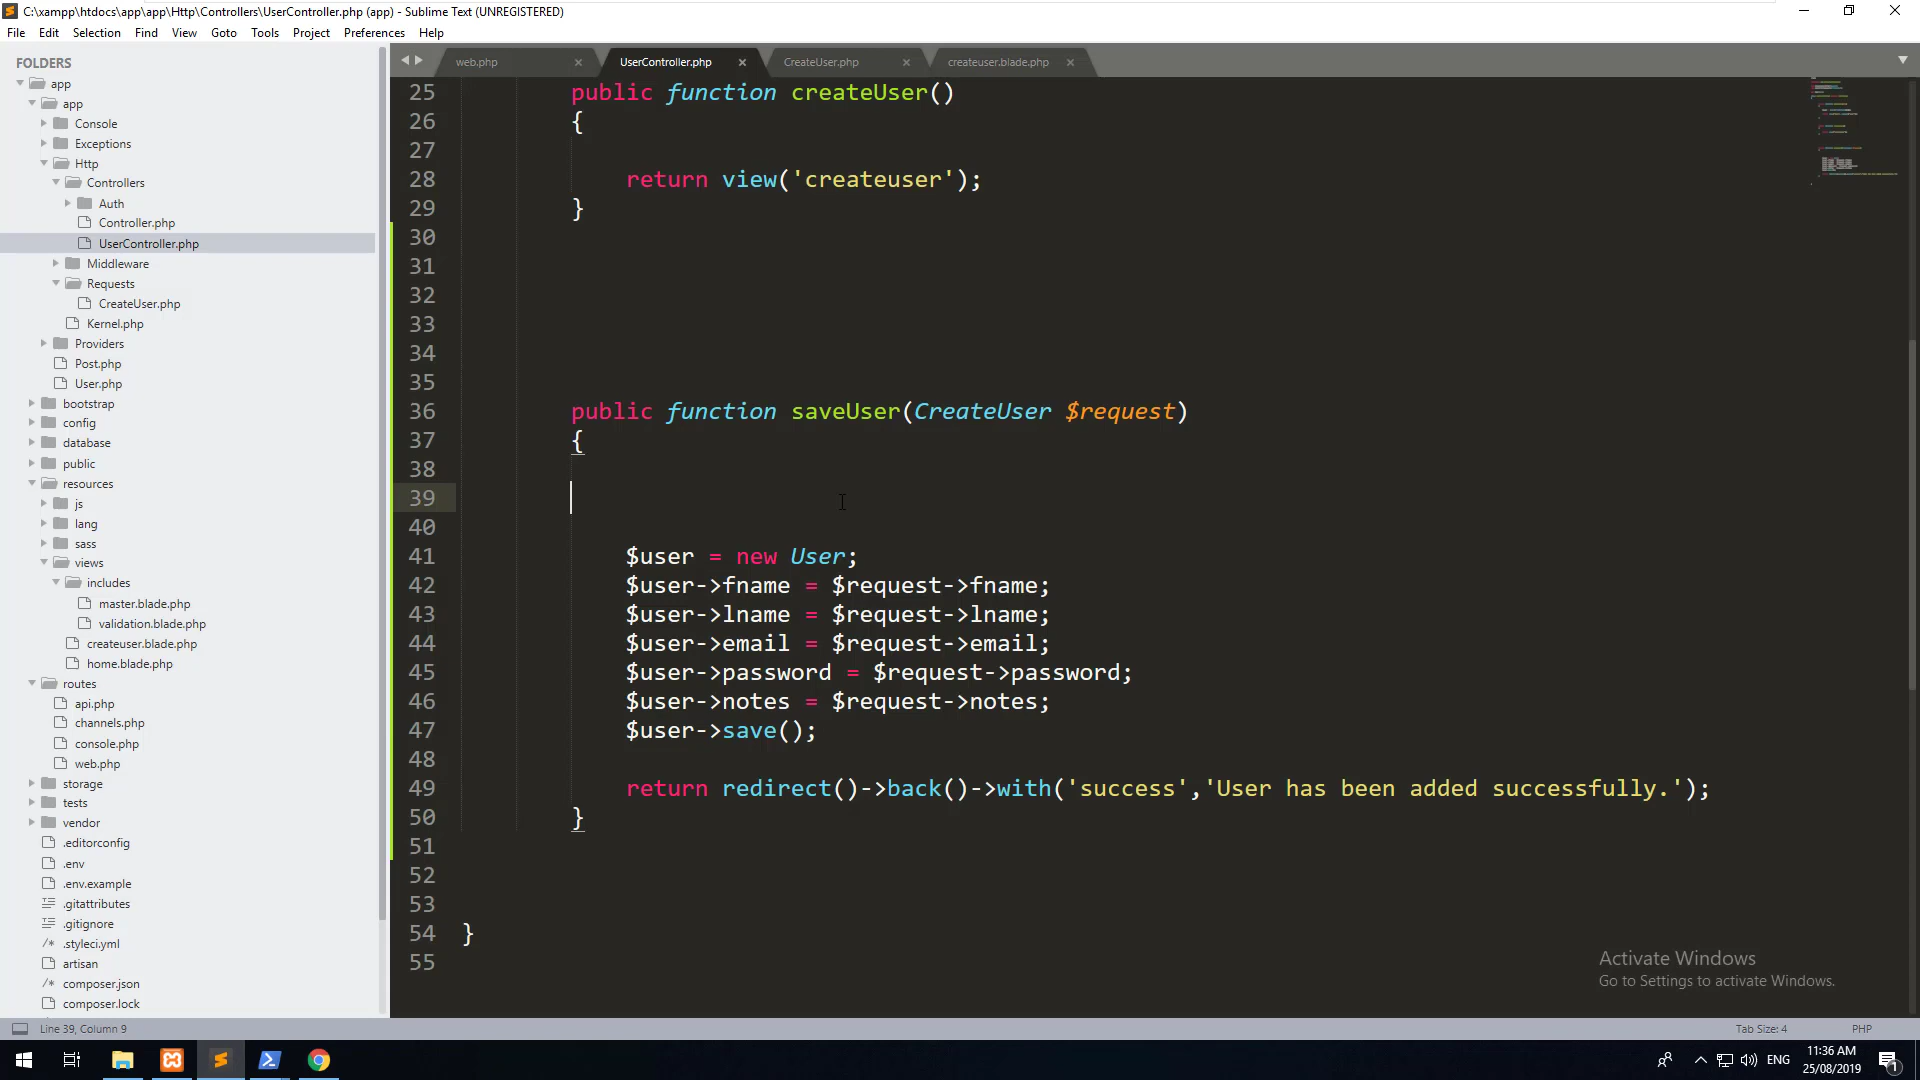 C:\xampp\htdocs\app\app\Http\Controllers\UserController.php (app) - Sublime Text (UNREGISTERED)
File Edit Selection Find View Goto Tools Project Preferences Help
FOLDERS
app
app
Console
Exceptions
Http
Controllers
Auth
Controller.php
UserController.php
Middleware
Requests
CreateUser.php
Kernel.php
Providers
Post.php
User.php
bootstrap
config
database
public
resources
js
lang
sass
views
includes
master.blade.php
validation.blade.php
createuser.blade.php
home.blade.php
routes
api.php
channels.php
console.php
web.php
storage
tests
vendor
.editorconfig
.env
.env.example
.gitattributes
.gitignore
.styleci.yml
artisan
composer.json
composer.lock
web.php UserController.php CreateUser.php createuser.blade.php
25 public function createUser()
26 {
27
28 return view('createuser');
29 }
30
31
32
33
34
35
36 public function saveUser(CreateUser $request)
37 {
38
39
40
41 $user = new User;
42 $user->fname = $request->fname;
43 $user->lname = $request->lname;
44 $user->email = $request->email;
45 $user->password = $request->password;
46 $user->notes = $request->notes;
47 $user->save();
48
49 return redirect()->back()->with('success','User has been added successfully.');
50 }
51
52
53
54 }
55
Activate Windows
Go to Settings to activate Windows.
Line 39, Column 9 Tab Size: 4 PHP
ENG
11:36 AM
25/08/2019
1